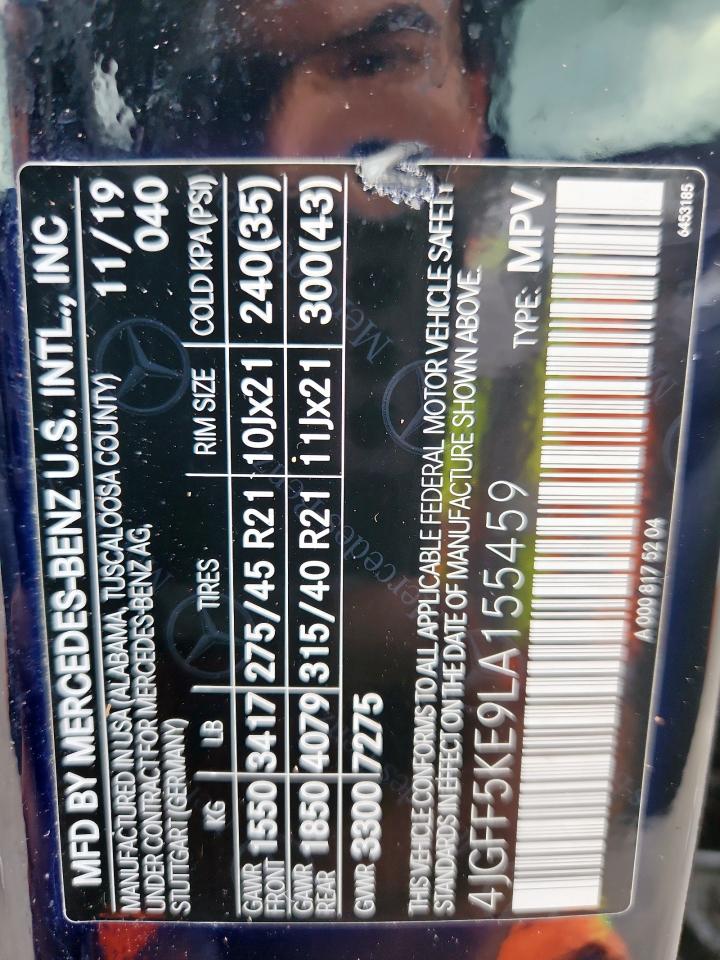 MFD BY MERCEDES-BENZ U.S. INTL., INC
MANUFACTURED IN USA (ALABAMA, TUSCALOOSA COUNTY) 11/19
UNDER CONTRACT FOR MERCEDES-BENZ AG, 040
STUTTGART (GERMANY)
KG LB TIRES RIM SIZE COLD KPA(PSI)
GAWR FRONT 1550 3417 275/45 R21 10Jx21 240(35)
GAWR REAR 1850 4079 315/40 R21 11Jx21 300(43)
GVWR 3300 7275
THIS VEHICLE CONFORMS TO ALL APPLICABLE FEDERAL MOTOR VEHICLE SAFETY
STANDARDS IN EFFECT ON THE DATE OF MANUFACTURE SHOWN ABOVE.
4JGFF5KE9LA155459 TYPE: MPV
A 000 817 52 04 6453185